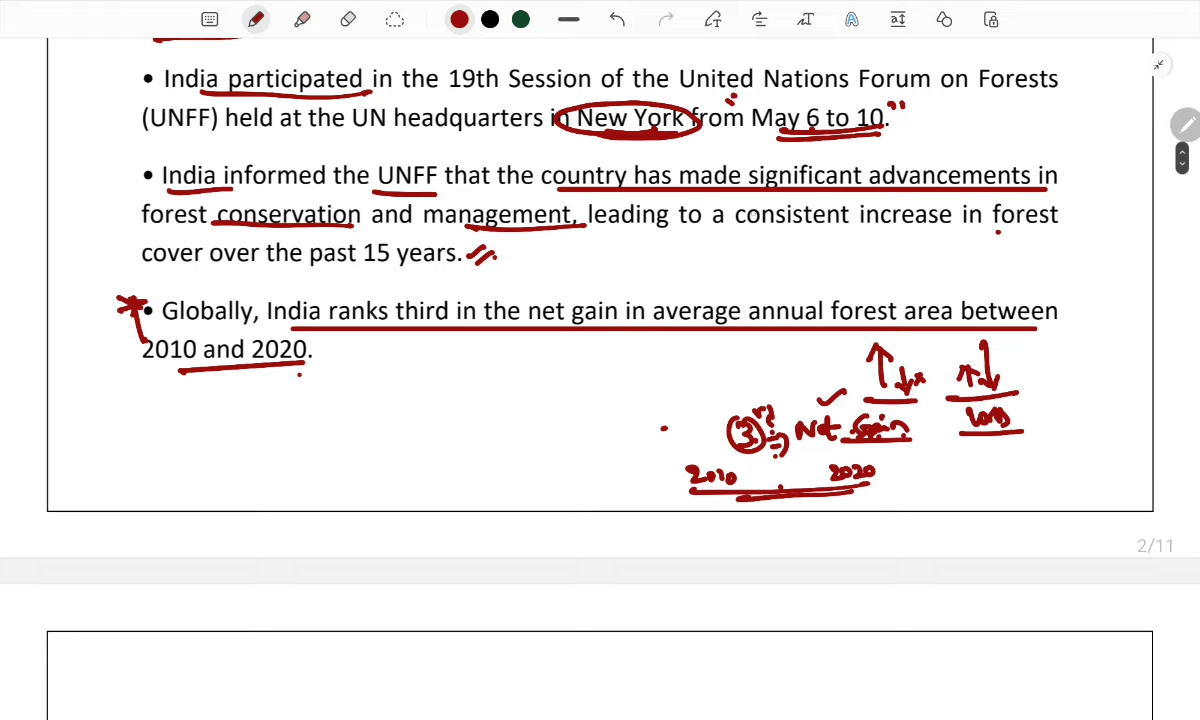 • India participated in the 19th Session of the United Nations Forum on Forests
(UNFF) held at the UN headquarters in New York from May 6 to 10.
• India informed the UNFF that the country has made significant advancements in
forest conservation and management, leading to a consistent increase in forest
cover over the past 15 years.
• Globally, India ranks third in the net gain in average annual forest area between
2010 and 2020.
3rd ⇒ Net Gain
loss
2010 2020
2/11